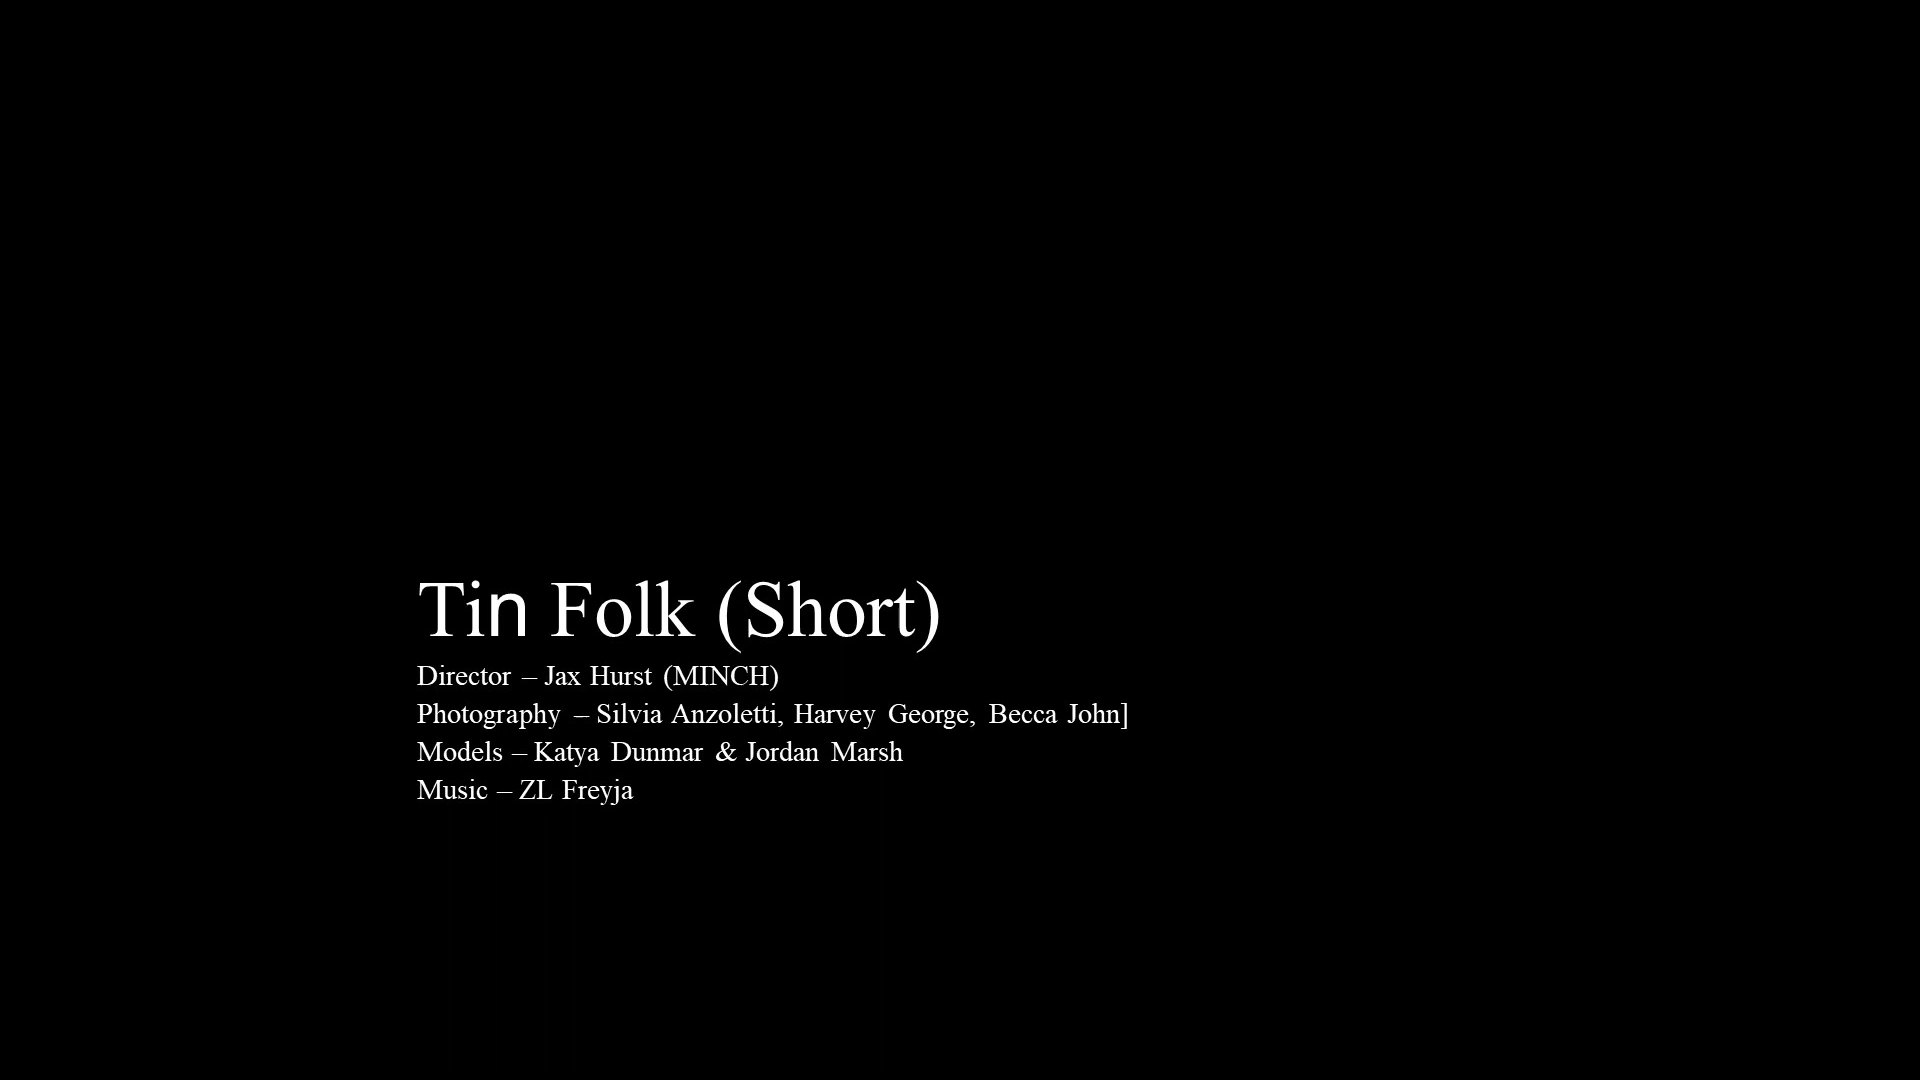 Tin Folk (Short)
Director – Jax Hurst (MINCH)
Photography – Silvia Anzoletti, Harvey George, Becca John]
Models – Katya Dunmar & Jordan Marsh
Music – ZL Freyja